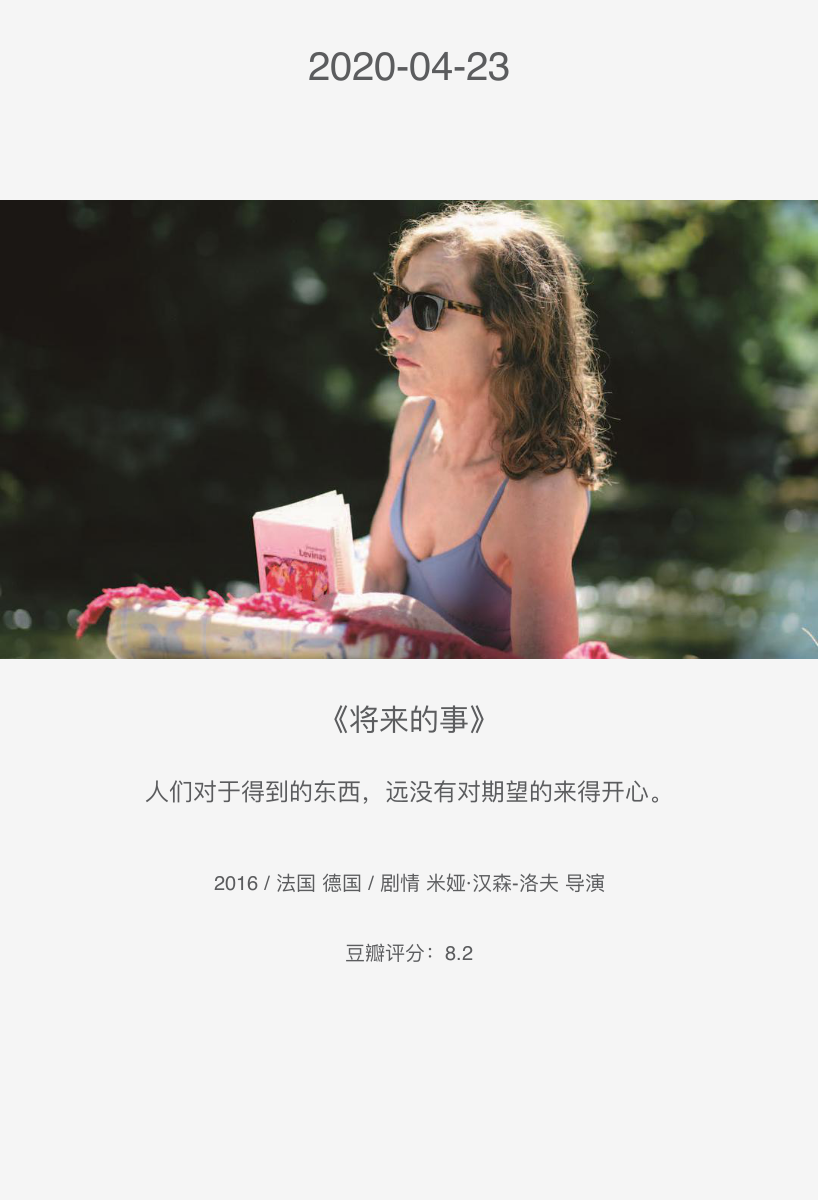 2020-04-23
Levinas
《将来的事》
人们对于得到的东西，远没有对期望的来得开心。
2016 / 法国 德国 / 剧情 米娅·汉森-洛夫 导演
豆瓣评分：8.2